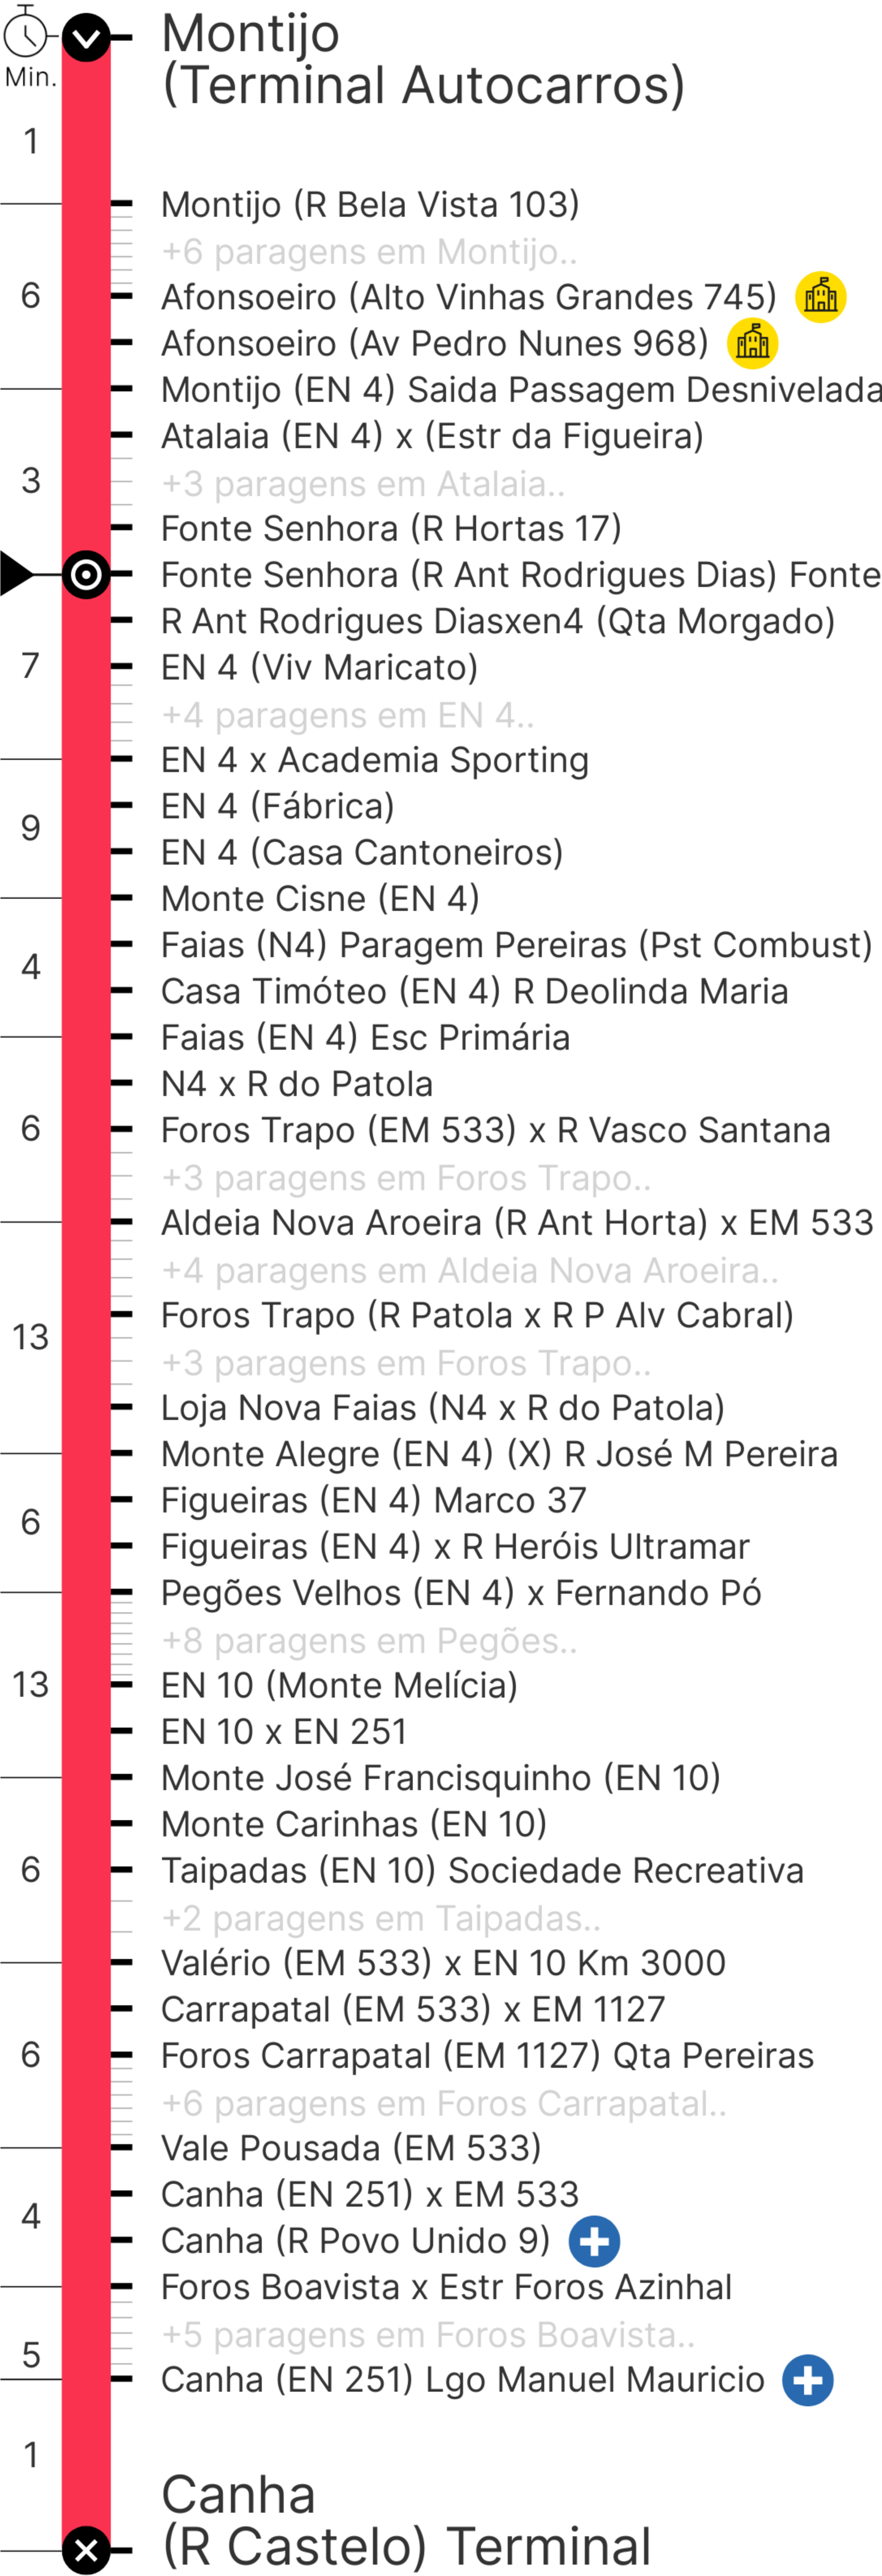 Montijo
(Terminal Autocarros)
Min.
1
Montijo (R Bela Vista 103)
+6 paragens em Montijo..
6
Afonsoeiro (Alto Vinhas Grandes 745)
Afonsoeiro (Av Pedro Nunes 968)
Montijo (EN 4) Saida Passagem Desnivelada
Atalaia (EN 4) x (Estr da Figueira)
3
+3 paragens em Atalaia..
Fonte Senhora (R Hortas 17)
Fonte Senhora (R Ant Rodrigues Dias) Fonte
R Ant Rodrigues Diasxen4 (Qta Morgado)
7
EN 4 (Viv Maricato)
+4 paragens em EN 4..
EN 4 x Academia Sporting
EN 4 (Fábrica)
9
EN 4 (Casa Cantoneiros)
Monte Cisne (EN 4)
Faias (N4) Paragem Pereiras (Pst Combust)
4
Casa Timóteo (EN 4) R Deolinda Maria
Faias (EN 4) Esc Primária
N4 x R do Patola
6
Foros Trapo (EM 533) x R Vasco Santana
+3 paragens em Foros Trapo..
Aldeia Nova Aroeira (R Ant Horta) x EM 533
+4 paragens em Aldeia Nova Aroeira..
Foros Trapo (R Patola x R P Alv Cabral)
13
+3 paragens em Foros Trapo..
Loja Nova Faias (N4 x R do Patola)
Monte Alegre (EN 4) (X) R José M Pereira
Figueiras (EN 4) Marco 37
6
Figueiras (EN 4) x R Heróis Ultramar
Pegões Velhos (EN 4) x Fernando Pó
+8 paragens em Pegões..
13
EN 10 (Monte Melícia)
EN 10 x EN 251
Monte José Francisquinho (EN 10)
Monte Carinhas (EN 10)
6
Taipadas (EN 10) Sociedade Recreativa
+2 paragens em Taipadas..
Valério (EM 533) x EN 10 Km 3000
Carrapatal (EM 533) x EM 1127
6
Foros Carrapatal (EM 1127) Qta Pereiras
+6 paragens em Foros Carrapatal..
Vale Pousada (EM 533)
Canha (EN 251) x EM 533
4
Canha (R Povo Unido 9)
Foros Boavista x Estr Foros Azinhal
+5 paragens em Foros Boavista..
5
Canha (EN 251) Lgo Manuel Mauricio
1
Canha
(R Castelo) Terminal